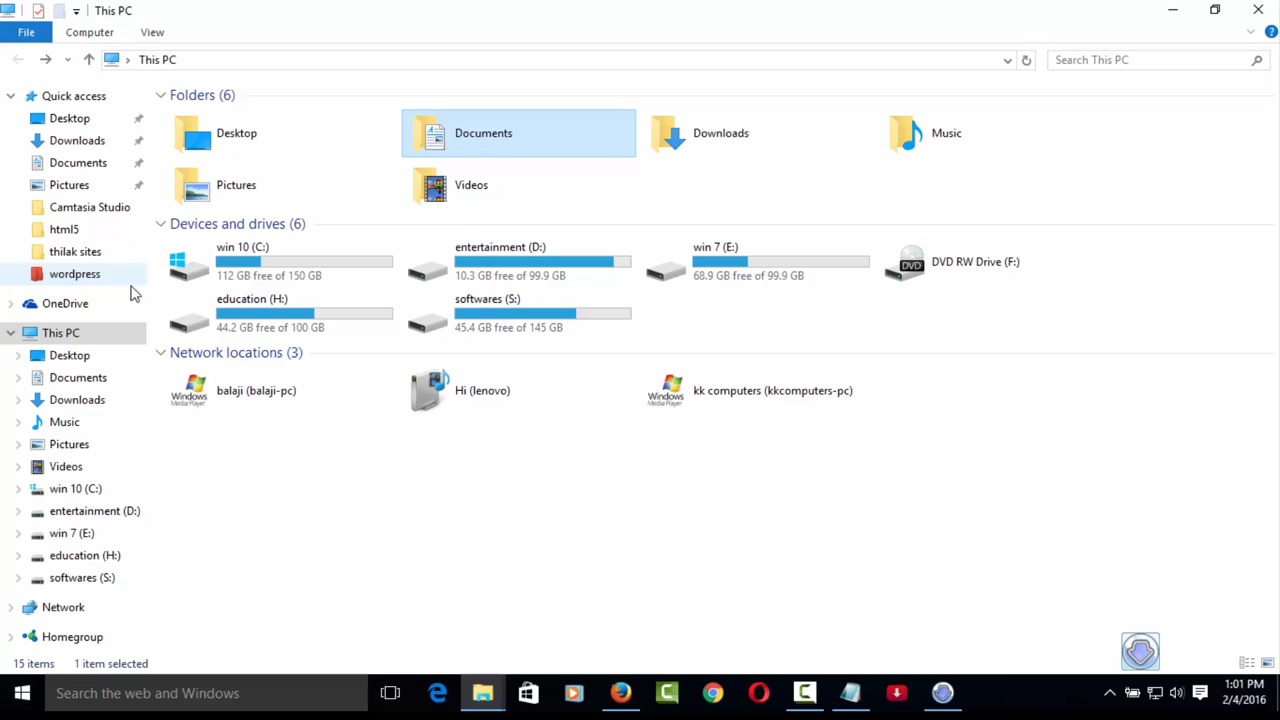 This PC
File
Computer
View
This PC
Search This PC
Quick access
Desktop
Downloads
Documents
Pictures
Camtasia Studio
html5
thilak sites
wordpress
OneDrive
This PC
Desktop
Documents
Downloads
Music
Pictures
Videos
win 10 (C:)
entertainment (D:)
win 7 (E:)
education (H:)
softwares (S:)
Network
Homegroup
Folders (6)
Desktop
Documents
Downloads
Music
Pictures
Videos
Devices and drives (6)
win 10 (C:)
112 GB free of 150 GB
entertainment (D:)
10.3 GB free of 99.9 GB
win 7 (E:)
68.9 GB free of 99.9 GB
DVD
DVD RW Drive (F:)
education (H:)
44.2 GB free of 100 GB
softwares (S:)
45.4 GB free of 145 GB
Network locations (3)
Windows
Media Player
balaji (balaji-pc)
Hi (lenovo)
Windows
Media Player
kk computers (kkcomputers-pc)
15 items
1 item selected
Search the web and Windows
1:01 PM
2/4/2016